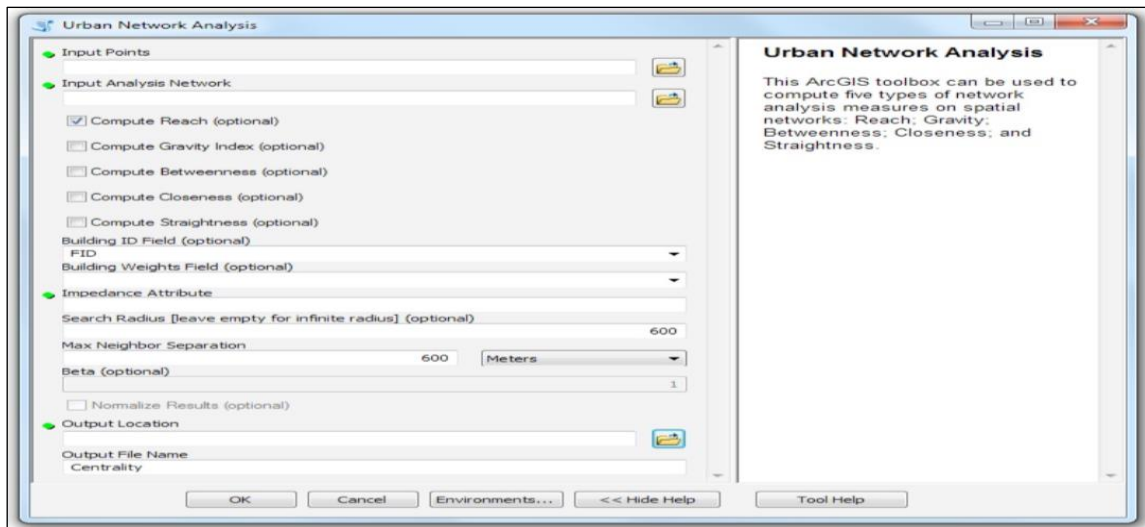 Urban Network Analysis
Input Points
Input Analysis Network
Compute Reach (optional)
Compute Gravity Index (optional)
Compute Betweenness (optional)
Compute Closeness (optional)
Compute Straightness (optional)
Building ID Field (optional)
FID
Building Weights Field (optional)
Impedance Attribute
Search Radius [leave empty for infinite radius] (optional)
600
Max Neighbor Separation
600 Meters
Beta (optional)
1
Normalize Results (optional)
Output Location
Output File Name
Centrality
OK Cancel Environments... << Hide Help Tool Help
Urban Network Analysis
This ArcGIS toolbox can be used to
compute five types of network
analysis measures on spatial
networks: Reach; Gravity;
Betweenness; Closeness; and
Straightness.